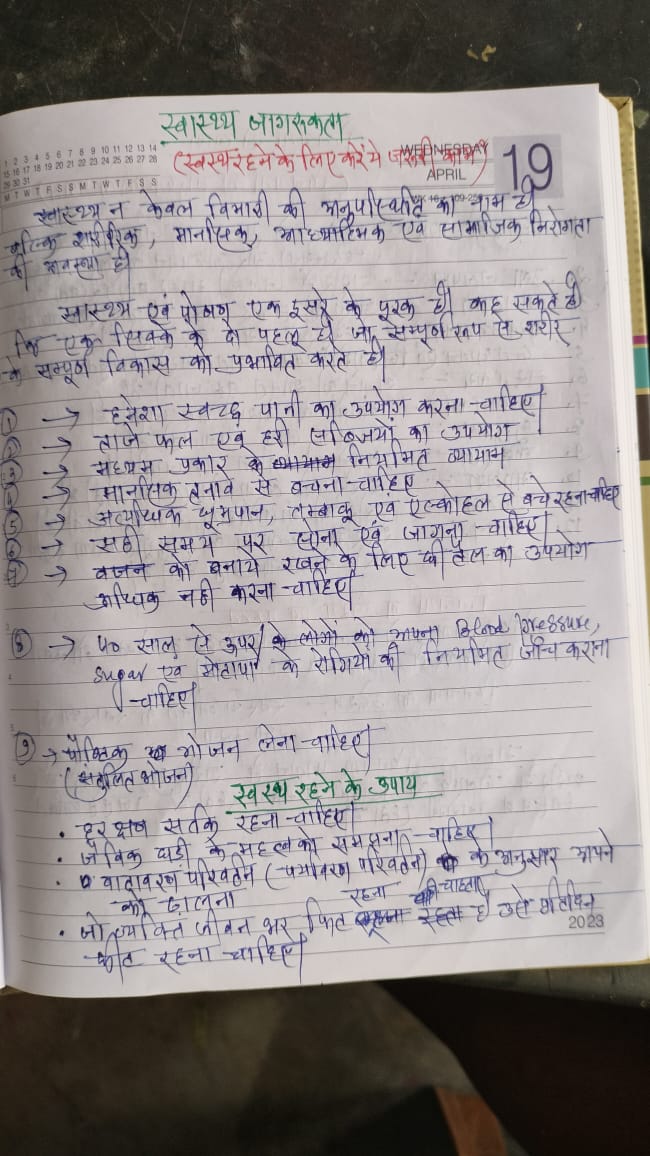 स्वास्थ्य जागरूकता
1 2 3 4 5 6 7 8 9 10 11 12 13 14
15 16 17 18 19 20 21 22 23 24 25 26 27 28
29 30 31
M T W T F S S M T W T F S S
WEDNESDAY
APRIL
19
(स्वस्थ रहने के लिए करें ये जरूरी काम)
स्वास्थ्य न केवल बिमारी की अनुपस्थिति का नाम है।
बल्कि शारीरिक, मानसिक, आध्यात्मिक एवं सामाजिक निरोगता
की अवस्था है।
स्वास्थ्य एवं पोषण एक दूसरे के पूरक है। कह सकते है।
कि एक सिक्के के दो पहलू है। जो सम्पूर्ण रूप से शरीर
के सम्पूर्ण विकास को प्रभावित करते है।
1 → हमेशा स्वच्छ पानी का उपयोग करना चाहिए।
2 → ताजे फल एवं हरी सब्जियों का उपयोग
3 → मध्यम प्रकार के नियमित व्यायाम
4 → मानसिक तनाव से बचना चाहिए
5 → अत्यधिक धूम्रपान, तम्बाकू एवं एल्कोहल से बचे रहना चाहिए
6 → सही समय पर सोना एवं जागना चाहिए।
7 → वजन को बनाये रखने के लिए घी तेल का उपयोग
अधिक नहीं करना चाहिए।
8 → 40 साल से ऊपर के लोगों को अपना Blood pressure,
Sugar एवं मोटापा के रोगियों की नियमित जाँच कराना
चाहिए।
9 → पौष्टिक भोजन लेना चाहिए।
(संतुलित भोजन)
स्वस्थ रहने के उपाय
• हर क्षण सर्तक रहना चाहिए।
• जैविक घड़ी के महत्व को समझना चाहिए।
• वातावरण परिवर्तन (पर्यावरण परिवर्तन) के अनुसार अपने
को ढालना
• जो व्यक्ति जीवन भर फिट रहना चाहता है उसे प्रतिदिन
रहना चाहिए।
2023